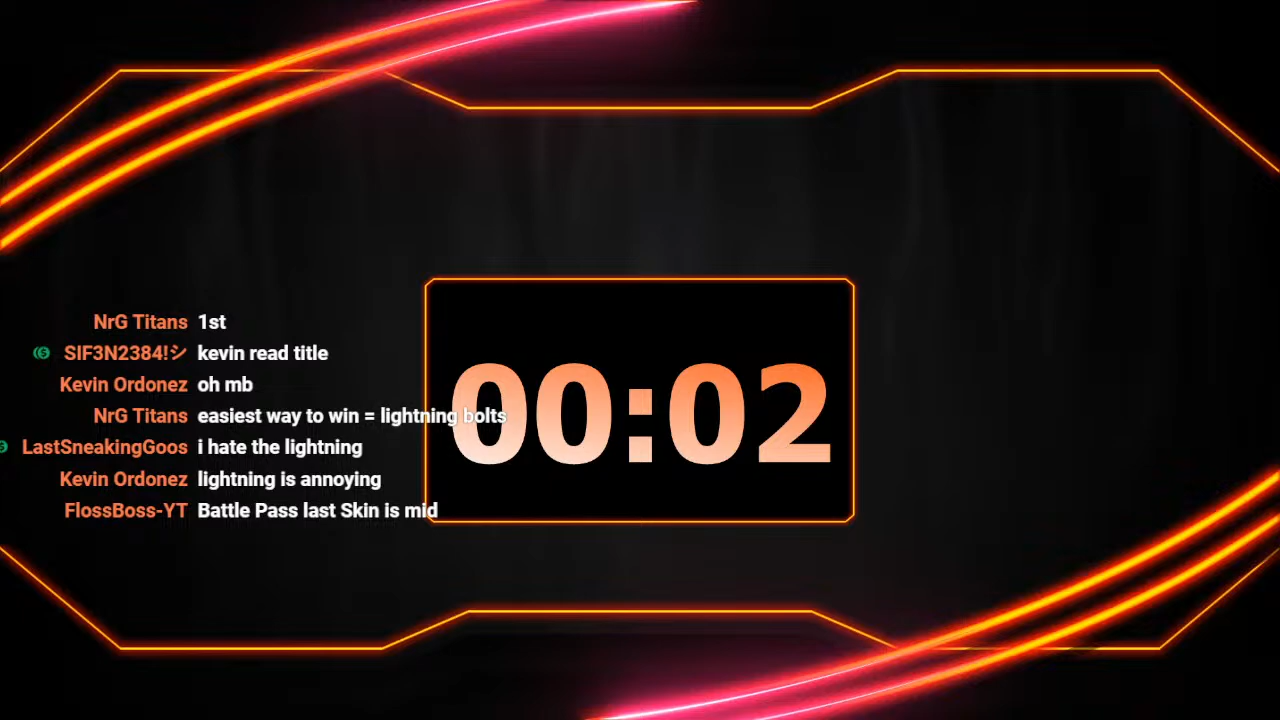 NrG Titans 1st
SIF3N2384!シ kevin read title
Kevin Ordonez oh mb
NrG Titans easiest way to win = lightning bolts
LastSneakingGoos i hate the lightning
Kevin Ordonez lightning is annoying
FlossBoss-YT Battle Pass last Skin is mid
00:02